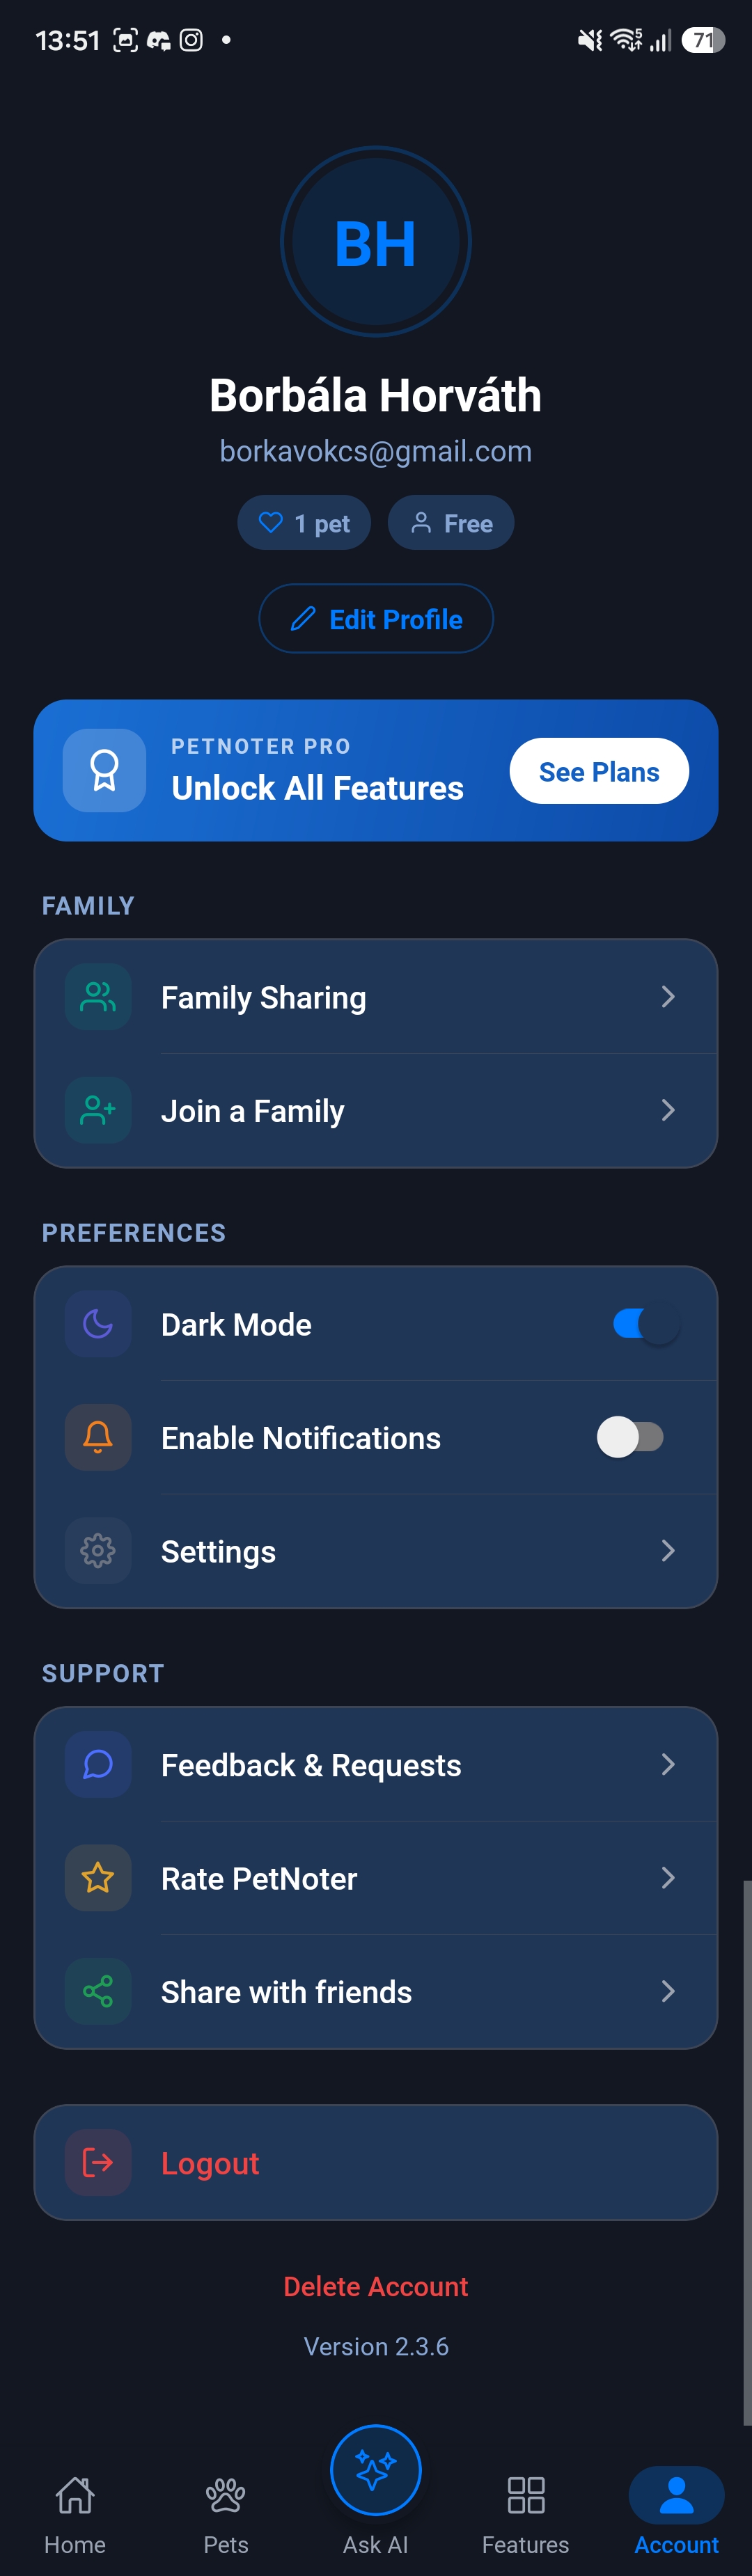 13:51
5
71
BH
Borbála Horváth
borkavokcs@gmail.com
1 pet
Free
Edit Profile
PETNOTER PRO
Unlock All Features
See Plans
FAMILY
Family Sharing
Join a Family
PREFERENCES
Dark Mode
Enable Notifications
Settings
SUPPORT
Feedback & Requests
Rate PetNoter
Share with friends
Logout
Delete Account
Version 2.3.6
Home
Pets
Ask AI
Features
Account